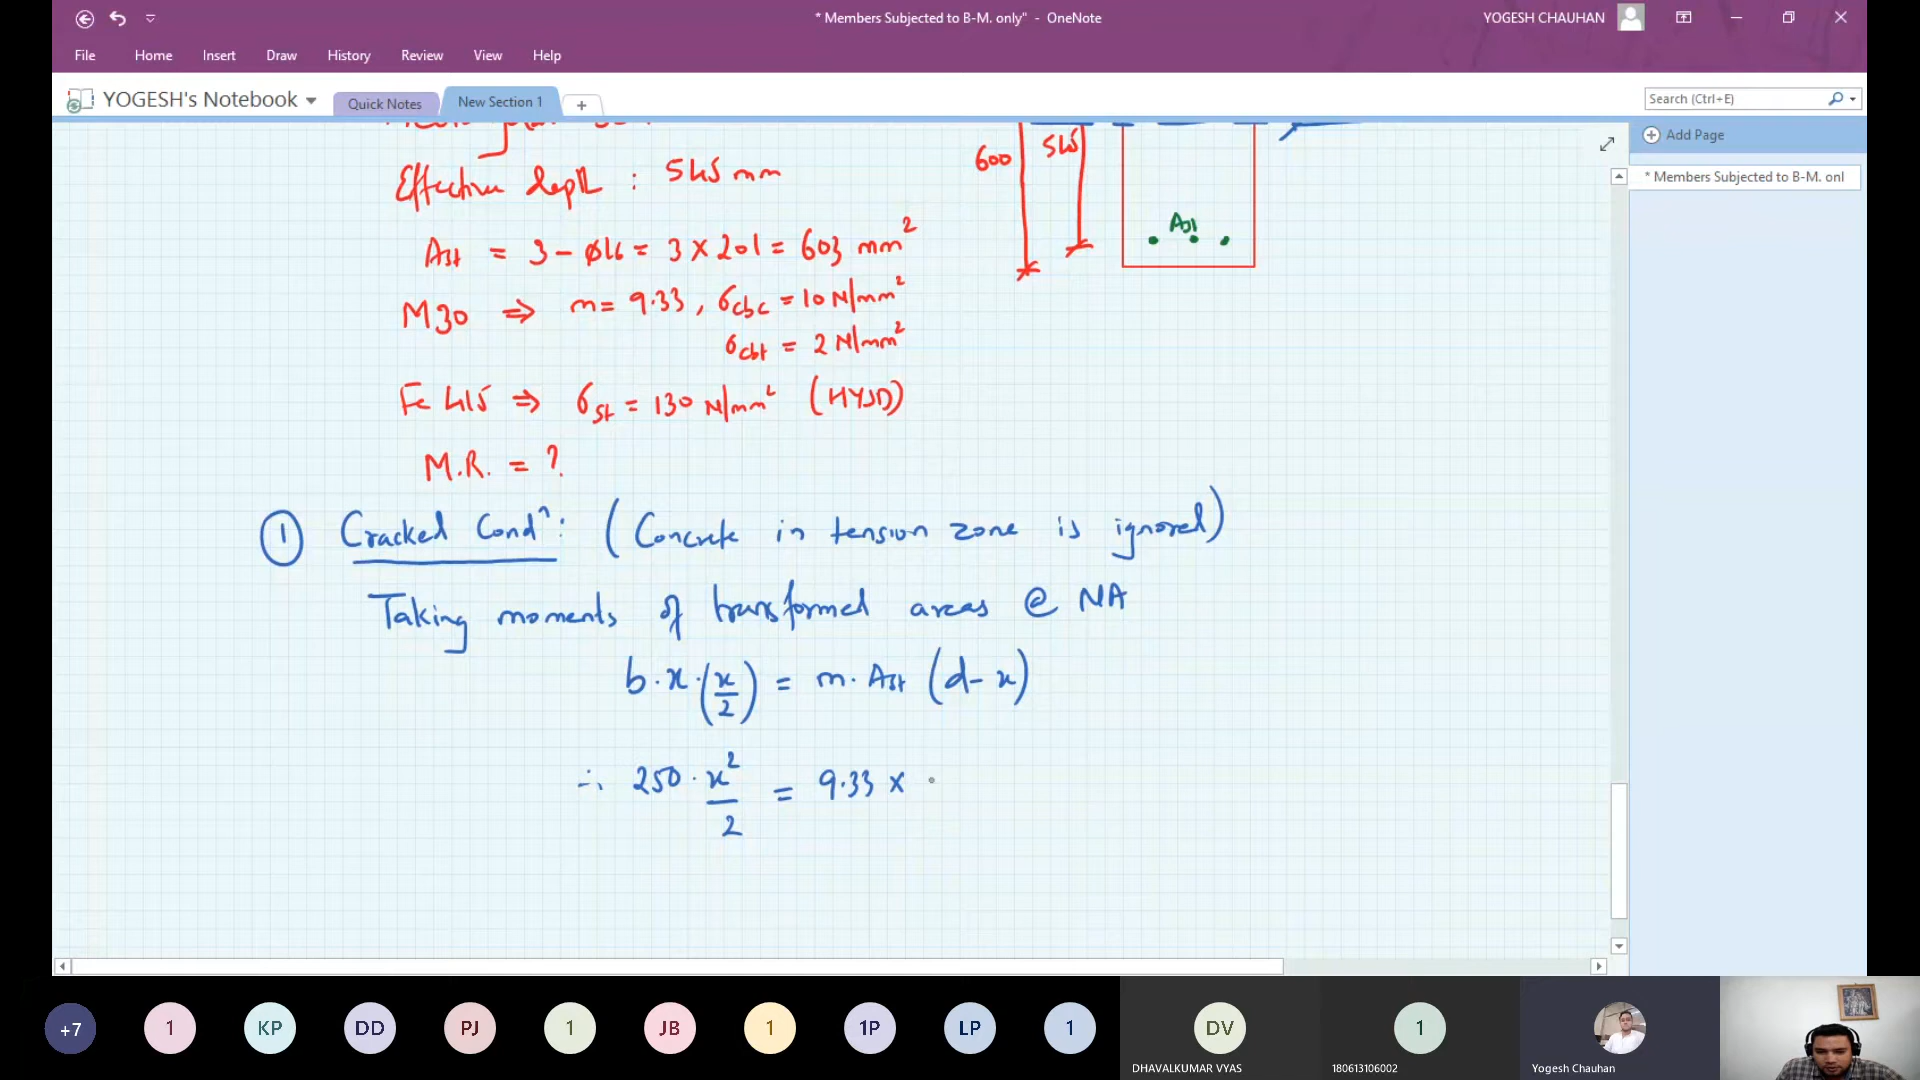 * Members Subjected to B-M. only" - OneNote
YOGESH CHAUHAN
File Home Insert Draw History Review View Help
YOGESH's Notebook
Quick Notes
New Section 1
Search (Ctrl+E)
Add Page
* Members Subjected to B-M. onl
600
545
Effective depth : 545 mm
Ast
Ast = 3 - ø16 = 3 x 201 = 603 mm²
M30 ⇒ m = 9.33, σcbc = 10 N/mm²
σcbt = 2 N/mm²
Fe 415 ⇒ σst = 130 N/mm² (HYSD)
M.R. = ?
① Cracked Condⁿ: (Concrete in tension zone is ignored)
Taking moments of transformed areas @ NA
b·x·(x/2) = m·Ast (d-x)
∴ 250·x²/2 = 9.33 x
+7 1 KP DD PJ 1 JB 1 1P LP 1 DV 1
DHAVALKUMAR VYAS
180613106002
Yogesh Chauhan